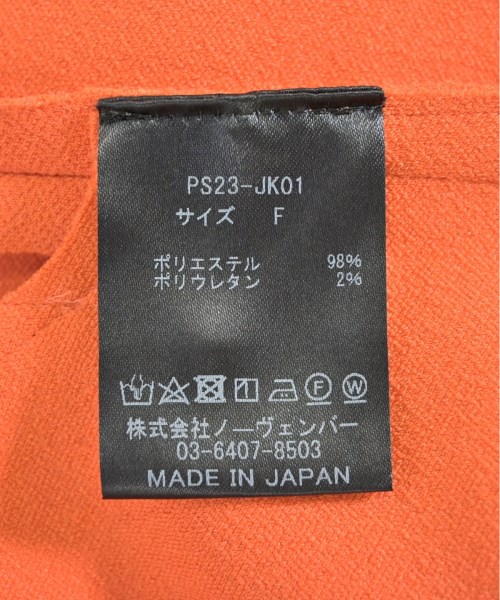 PS23-JK01
サイズ F
ポリエステル 98%
ポリウレタン 2%
F W
株式会社ノーヴェンバー
03-6407-8503
MADE IN JAPAN